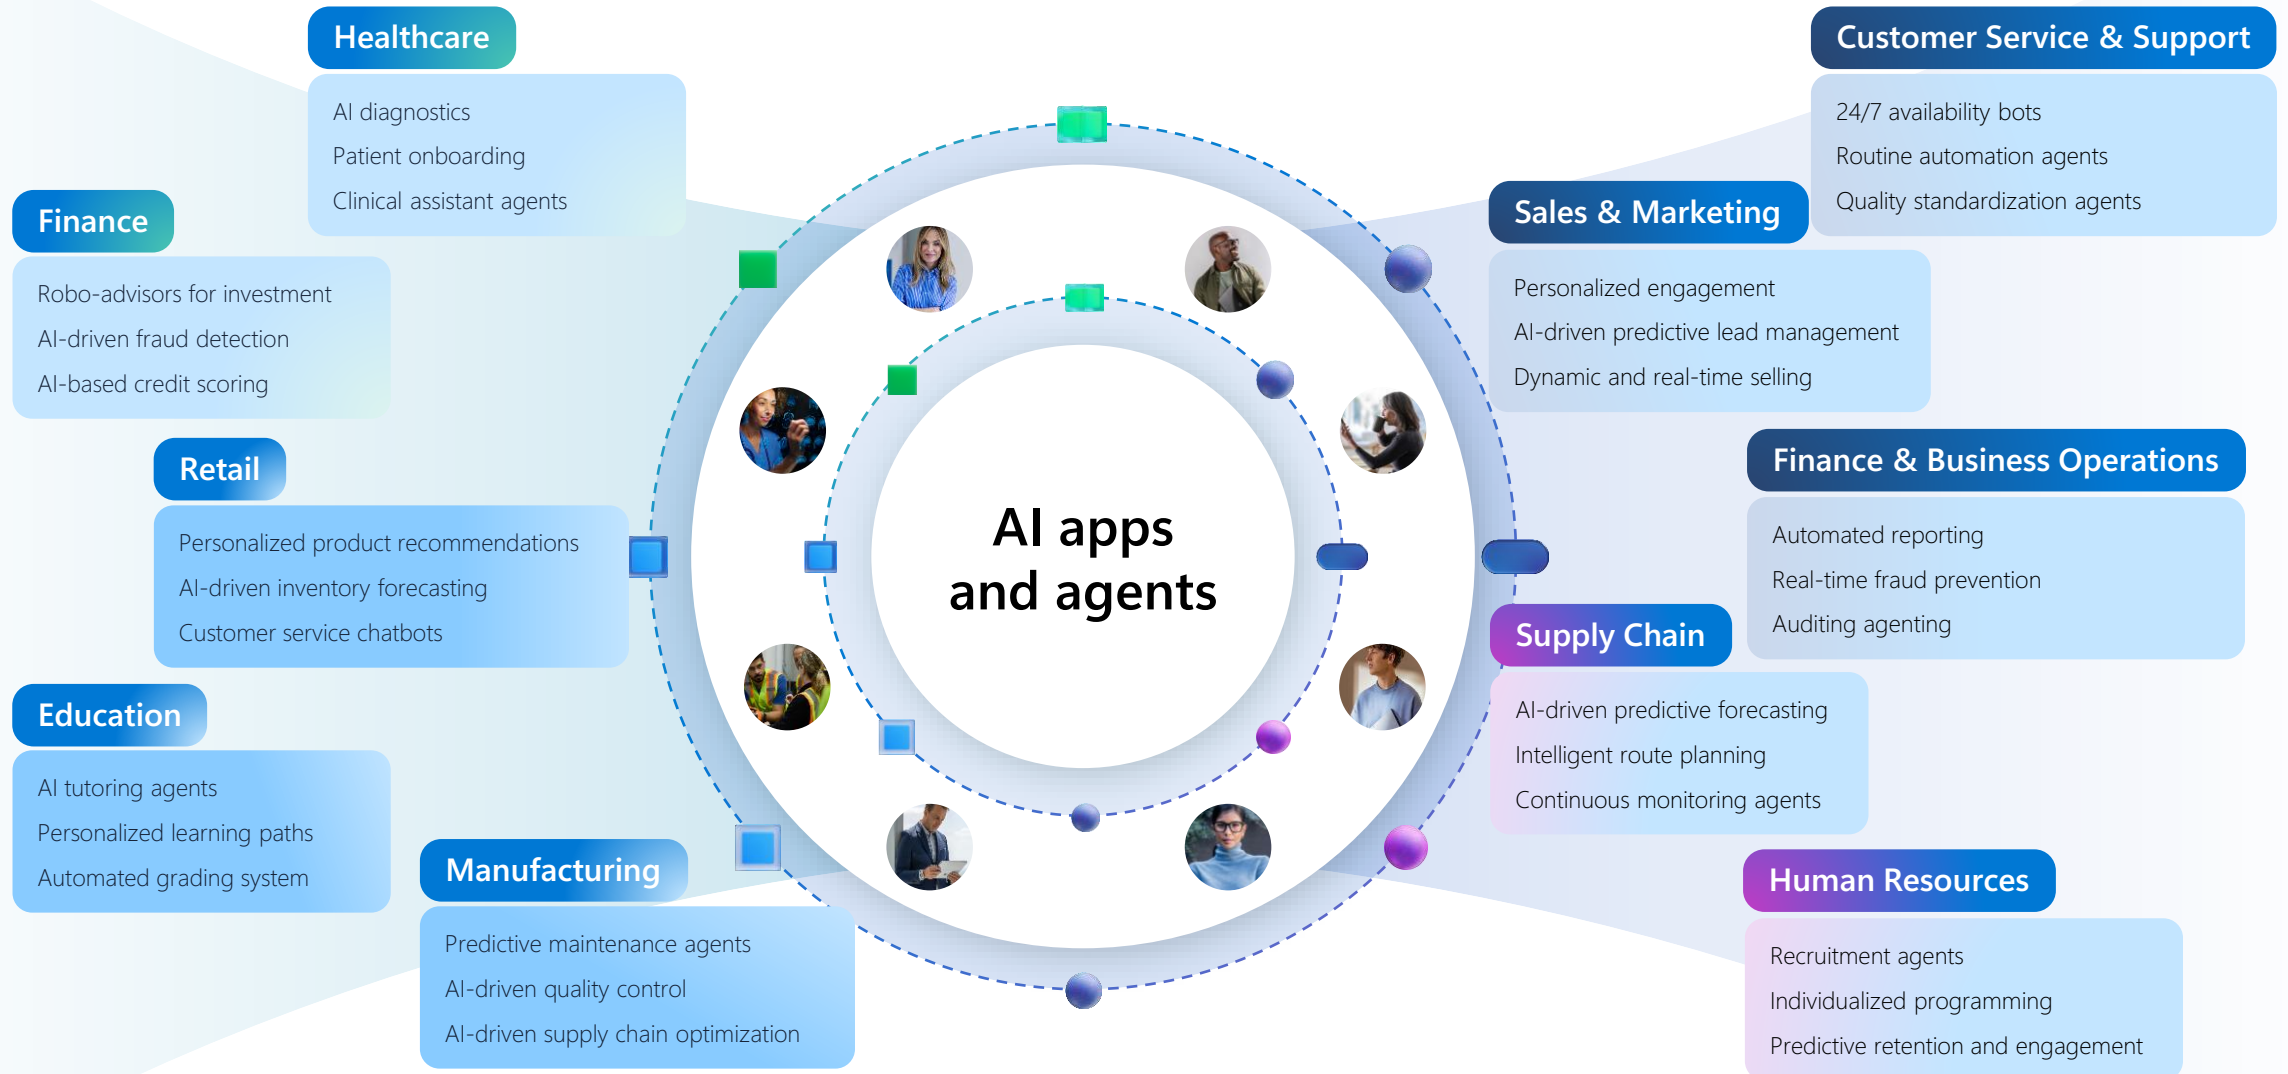 Healthcare
AI diagnostics
Patient onboarding
Clinical assistant agents
Finance
Robo-advisors for investment
AI-driven fraud detection
AI-based credit scoring
Retail
Personalized product recommendations
AI-driven inventory forecasting
Customer service chatbots
Education
AI tutoring agents
Personalized learning paths
Automated grading system
Manufacturing
Predictive maintenance agents
AI-driven quality control
AI-driven supply chain optimization
AI apps
and agents
Customer Service & Support
24/7 availability bots
Routine automation agents
Quality standardization agents
Sales & Marketing
Personalized engagement
AI-driven predictive lead management
Dynamic and real-time selling
Finance & Business Operations
Automated reporting
Real-time fraud prevention
Auditing agenting
Supply Chain
AI-driven predictive forecasting
Intelligent route planning
Continuous monitoring agents
Human Resources
Recruitment agents
Individualized programming
Predictive retention and engagement